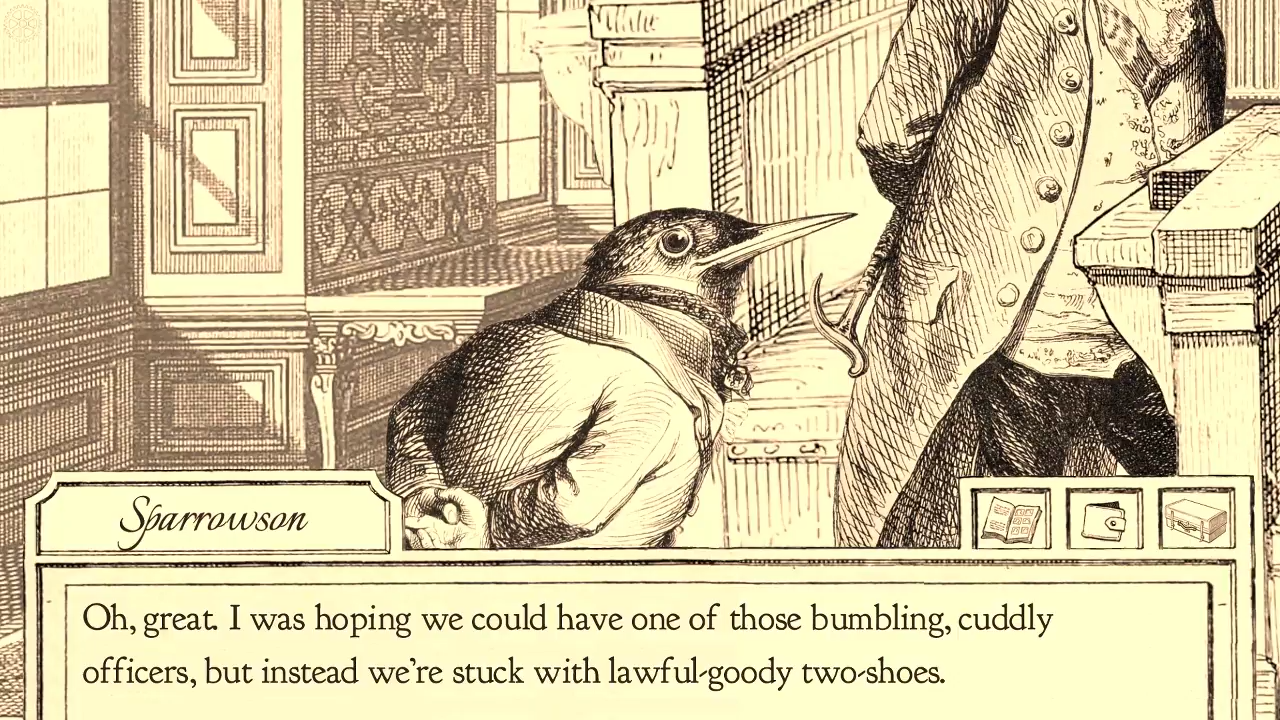 Sparrowson
Oh, great. I was hoping we could have one of those bumbling, cuddly
officers, but instead we're stuck with lawful-goody two-shoes.